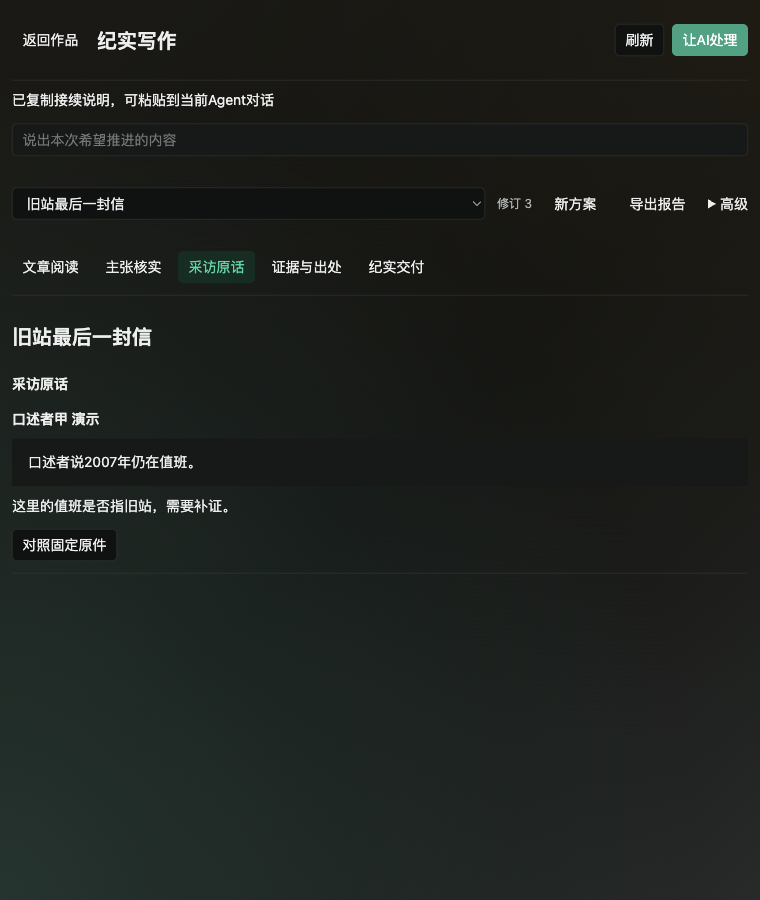 返回作品 纪实写作 刷新 让AI处理
已复制接续说明，可粘贴到当前Agent对话
说出本次希望推进的内容
旧站最后一封信 修订 3 新方案 导出报告 ▶ 高级
文章阅读 主张核实 采访原话 证据与出处 纪实交付
旧站最后一封信
采访原话
口述者甲 演示
口述者说2007年仍在值班。
这里的值班是否指旧站，需要补证。
对照固定原件